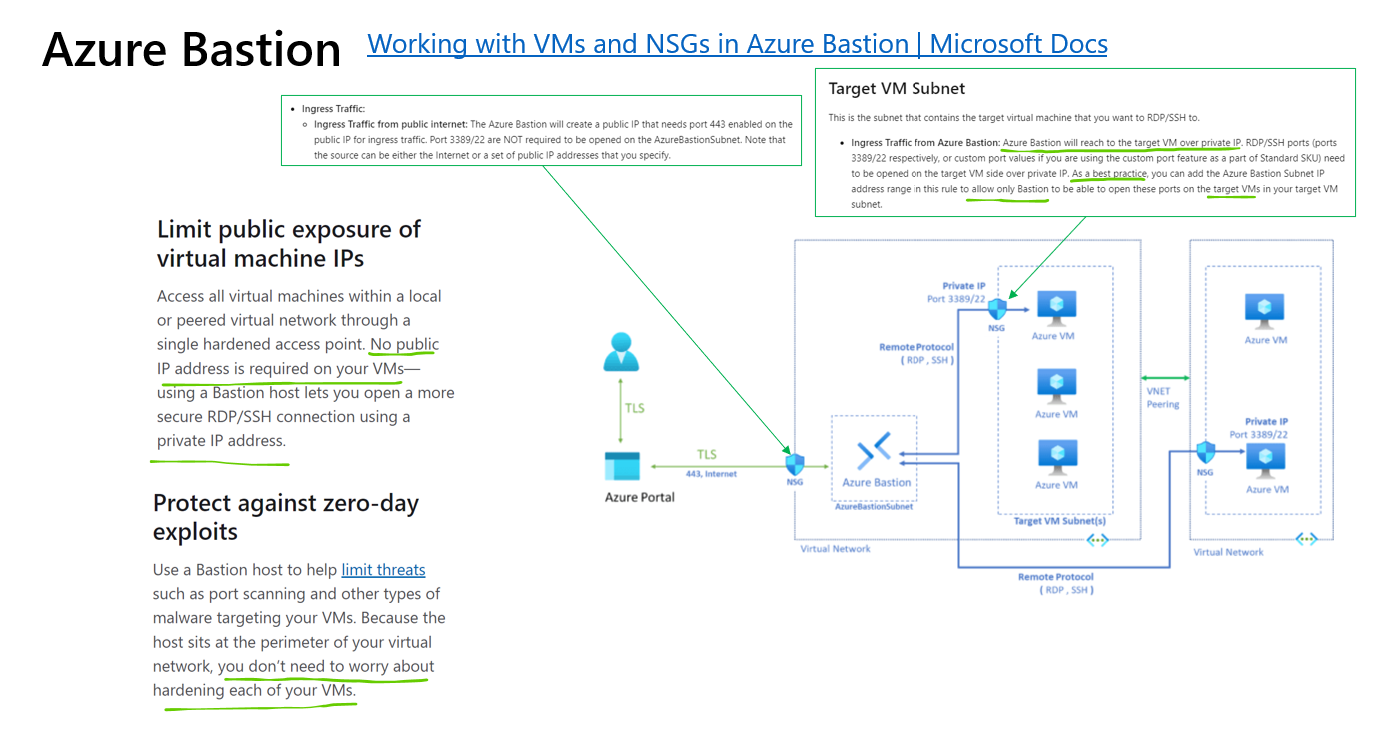 Azure Bastion
Working with VMs and NSGs in Azure Bastion | Microsoft Docs
• Ingress Traffic:
○ Ingress Traffic from public internet: The Azure Bastion will create a public IP that needs port 443 enabled on the
public IP for ingress traffic. Port 3389/22 are NOT required to be opened on the AzureBastionSubnet. Note that
the source can be either the Internet or a set of public IP addresses that you specify.
Target VM Subnet
This is the subnet that contains the target virtual machine that you want to RDP/SSH to.
• Ingress Traffic from Azure Bastion: Azure Bastion will reach to the target VM over private IP. RDP/SSH ports (ports
3389/22 respectively, or custom port values if you are using the custom port feature as a part of Standard SKU) need
to be opened on the target VM side over private IP. As a best practice, you can add the Azure Bastion Subnet IP
address range in this rule to allow only Bastion to be able to open these ports on the target VMs in your target VM
subnet.
Limit public exposure of
virtual machine IPs
Access all virtual machines within a local
or peered virtual network through a
single hardened access point. No public
IP address is required on your VMs—
using a Bastion host lets you open a more
secure RDP/SSH connection using a
private IP address.
Protect against zero-day
exploits
Use a Bastion host to help limit threats
such as port scanning and other types of
malware targeting your VMs. Because the
host sits at the perimeter of your virtual
network, you don't need to worry about
hardening each of your VMs.
TLS
Azure Portal
TLS
443, Internet
NSG
Azure Bastion
AzureBastionSubnet
Virtual Network
Remote Protocol
( RDP , SSH )
Private IP
Port 3389/22
NSG
Azure VM
Azure VM
Azure VM
Target VM Subnet(s)
Remote Protocol
( RDP , SSH )
VNET
Peering
Azure VM
Private IP
Port 3389/22
NSG
Azure VM
Virtual Network